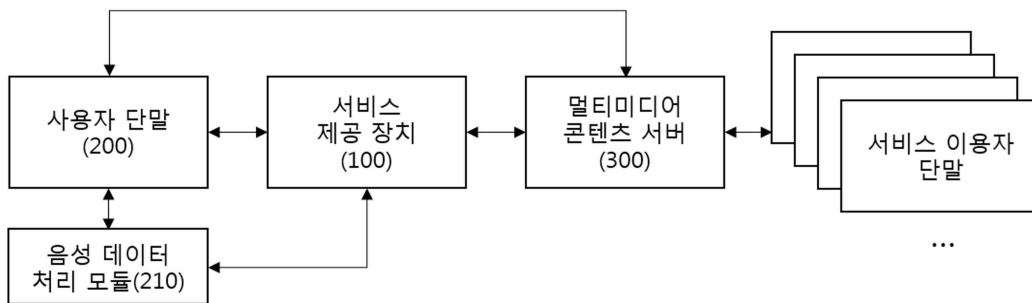 사용자 단말
(200)
서비스
제공 장치
(100)
멀티미디어
콘텐츠 서버
(300)
서비스 이용자
단말
...
음성 데이터
처리 모듈(210)